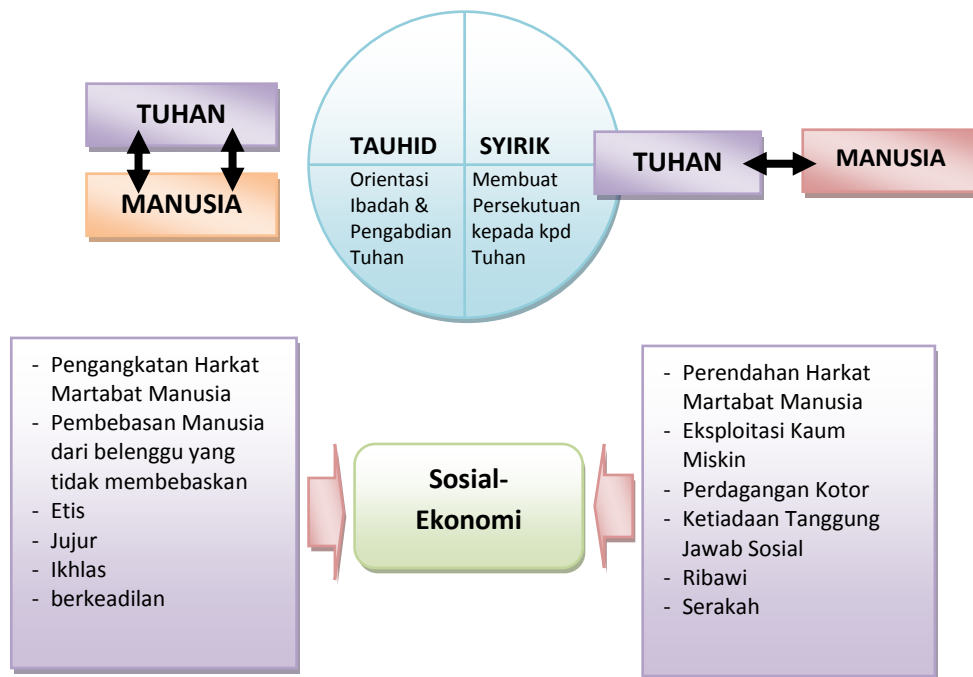 TUHAN
MANUSIA
TAUHID
Orientasi
Ibadah &
Pengabdian
Tuhan
SYIRIK
Membuat
Persekutuan
kepada kpd
Tuhan
TUHAN
MANUSIA
- Pengangkatan Harkat
Martabat Manusia
- Pembebasan Manusia
dari belenggu yang
tidak membebaskan
- Etis
- Jujur
- Ikhlas
- berkeadilan
Sosial-
Ekonomi
- Perendahan Harkat
Martabat Manusia
- Eksploitasi Kaum
Miskin
- Perdagangan Kotor
- Ketiadaan Tanggung
Jawab Sosial
- Ribawi
- Serakah